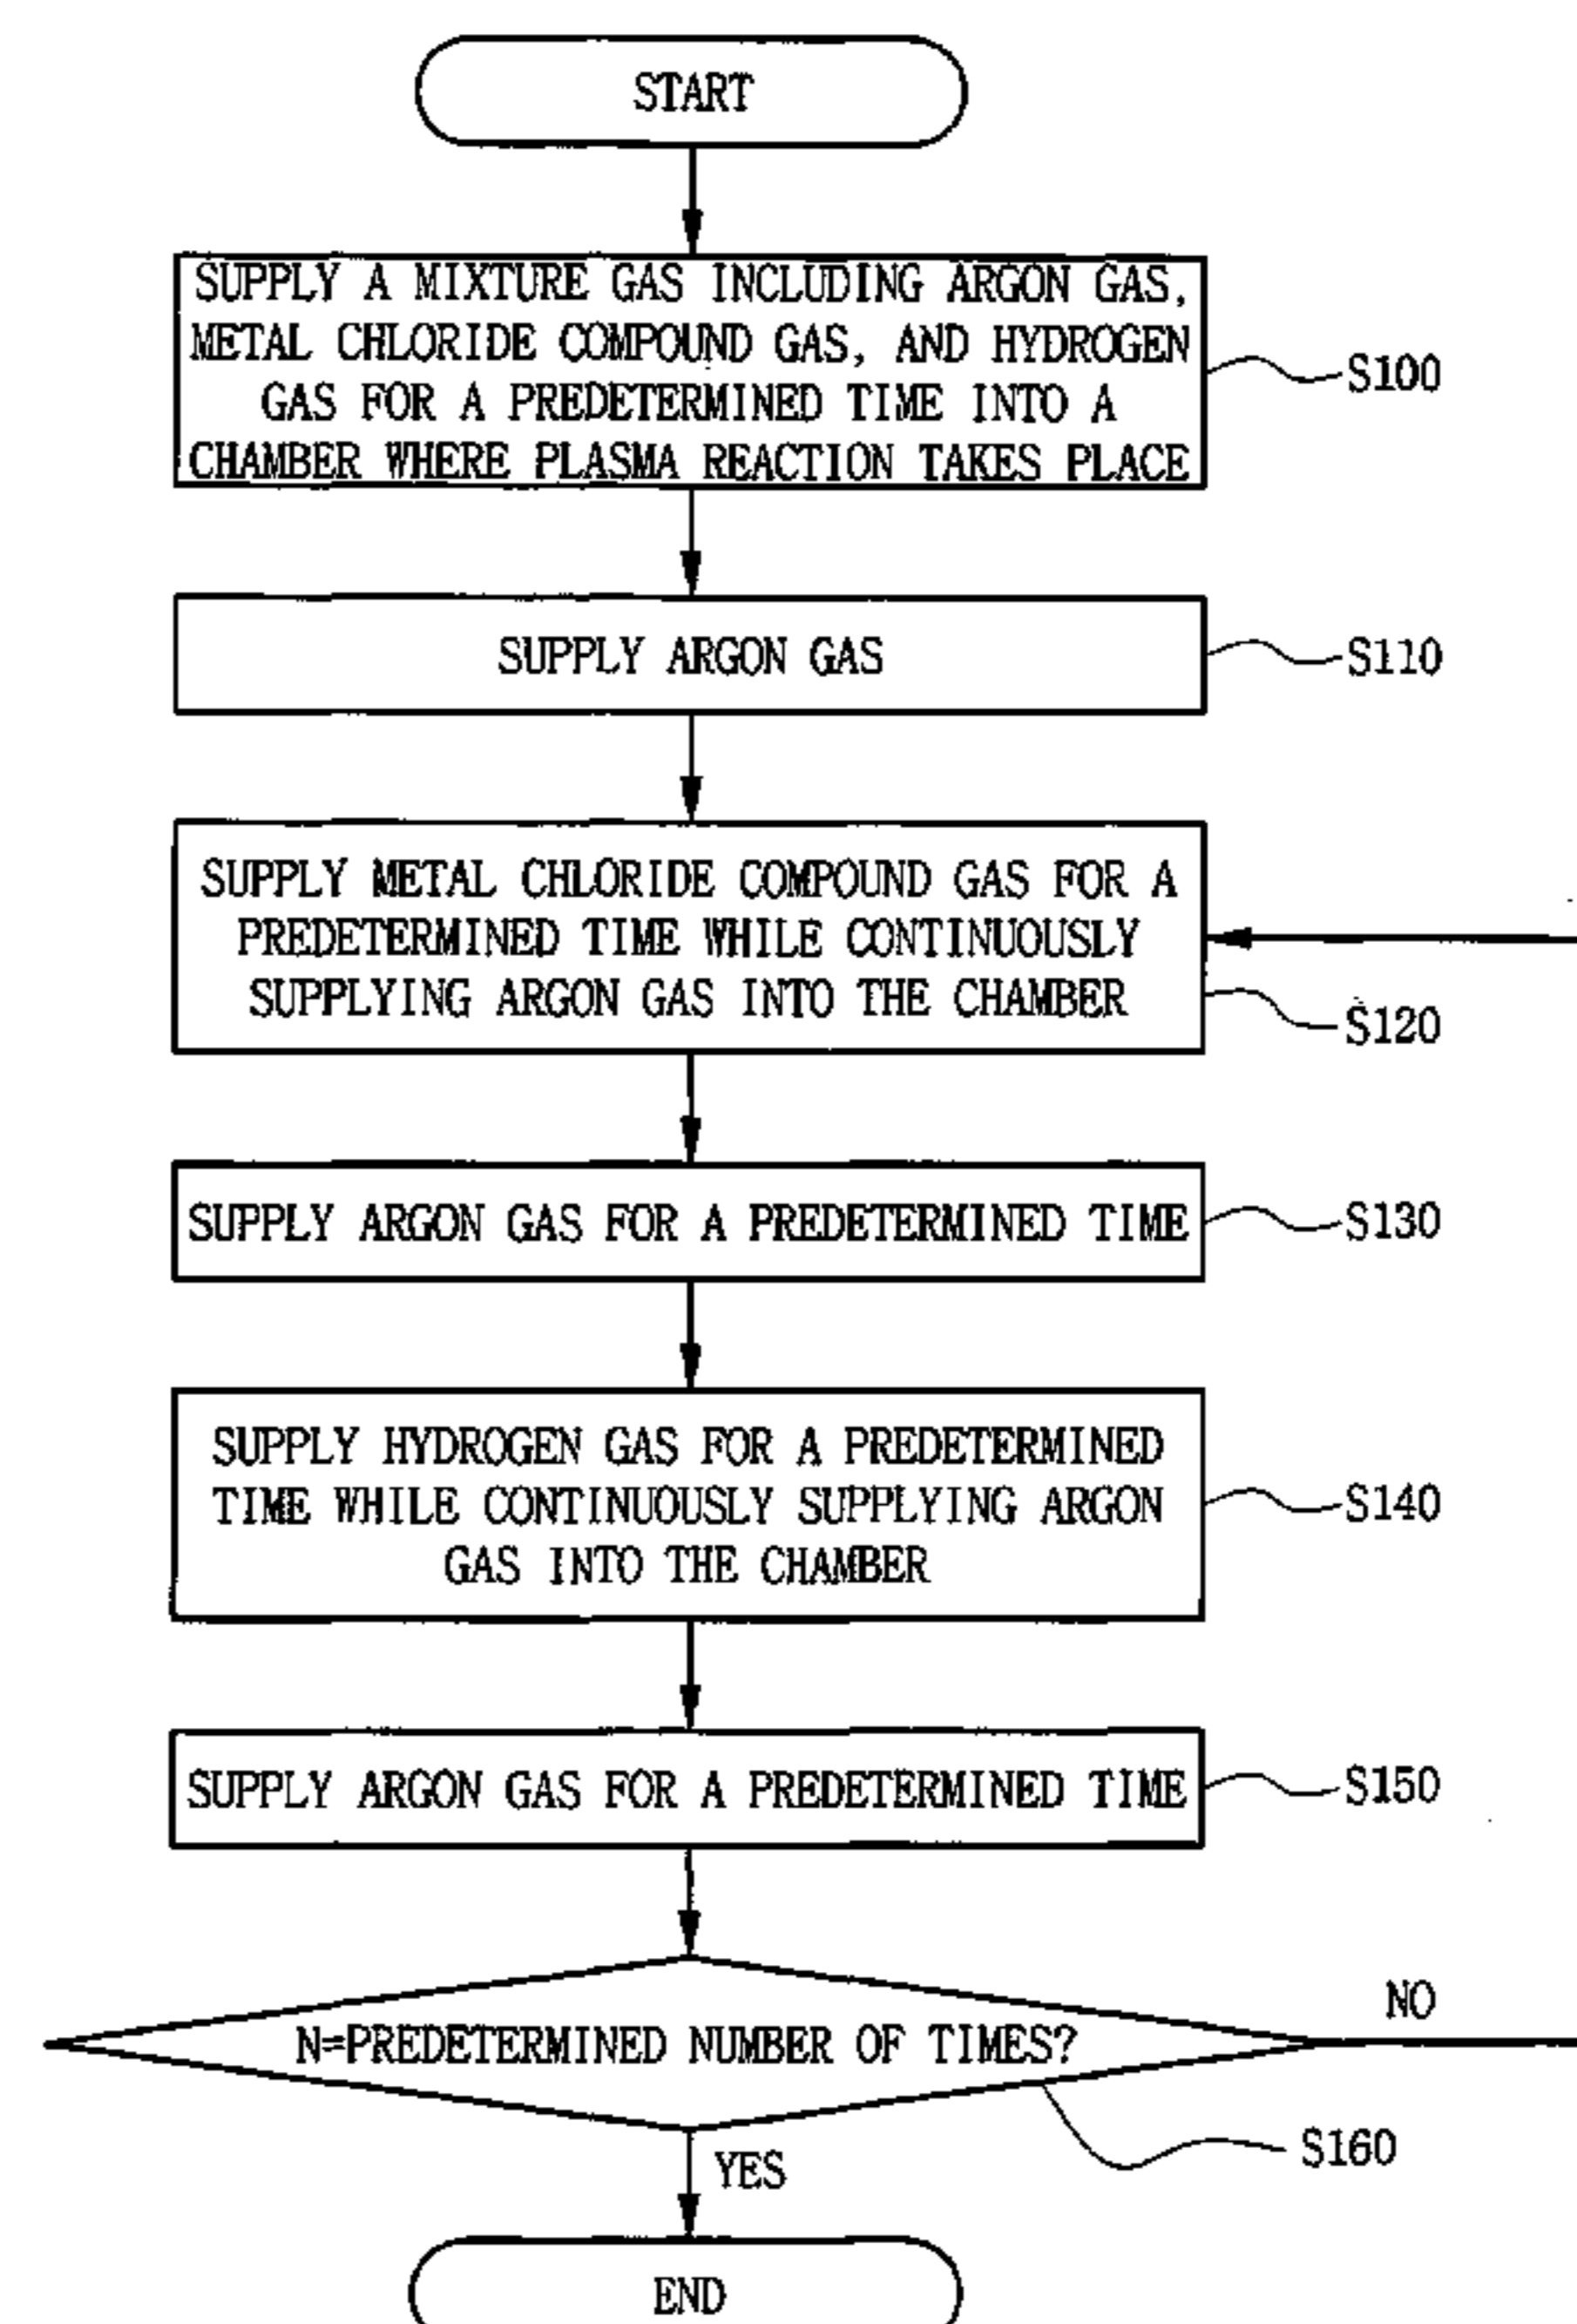 START
SUPPLY A MIXTURE GAS INCLUDING ARGON GAS,
METAL CHLORIDE COMPOUND GAS, AND HYDROGEN
GAS FOR A PREDETERMINED TIME INTO A
CHAMBER WHERE PLASMA REACTION TAKES PLACE
S100
SUPPLY ARGON GAS
S110
SUPPLY METAL CHLORIDE COMPOUND GAS FOR A
PREDETERMINED TIME WHILE CONTINUOUSLY
SUPPLYING ARGON GAS INTO THE CHAMBER
S120
SUPPLY ARGON GAS FOR A PREDETERMINED TIME
S130
SUPPLY HYDROGEN GAS FOR A PREDETERMINED
TIME WHILE CONTINUOUSLY SUPPLYING ARGON
GAS INTO THE CHAMBER
S140
SUPPLY ARGON GAS FOR A PREDETERMINED TIME
S150
NO
N=PREDETERMINED NUMBER OF TIMES?
S160
YES
END